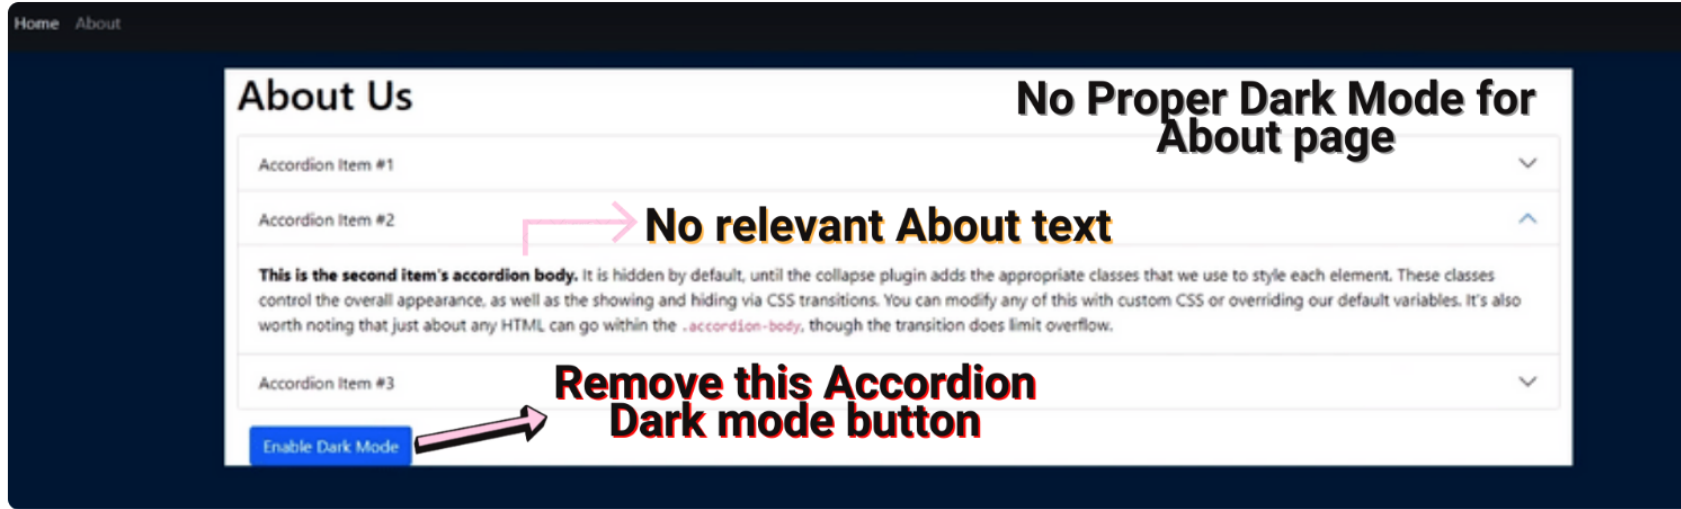 Home About
About Us
No Proper Dark Mode for
About page
Accordion Item #1
Accordion Item #2
No relevant About text
This is the second item's accordion body. It is hidden by default, until the collapse plugin adds the appropriate classes that we use to style each element. These classes
control the overall appearance, as well as the showing and hiding via CSS transitions. You can modify any of this with custom CSS or overriding our default variables. It's also
worth noting that just about any HTML can go within the .accordion-body, though the transition does limit overflow.
Accordion Item #3
Remove this Accordion
Dark mode button
Enable Dark Mode